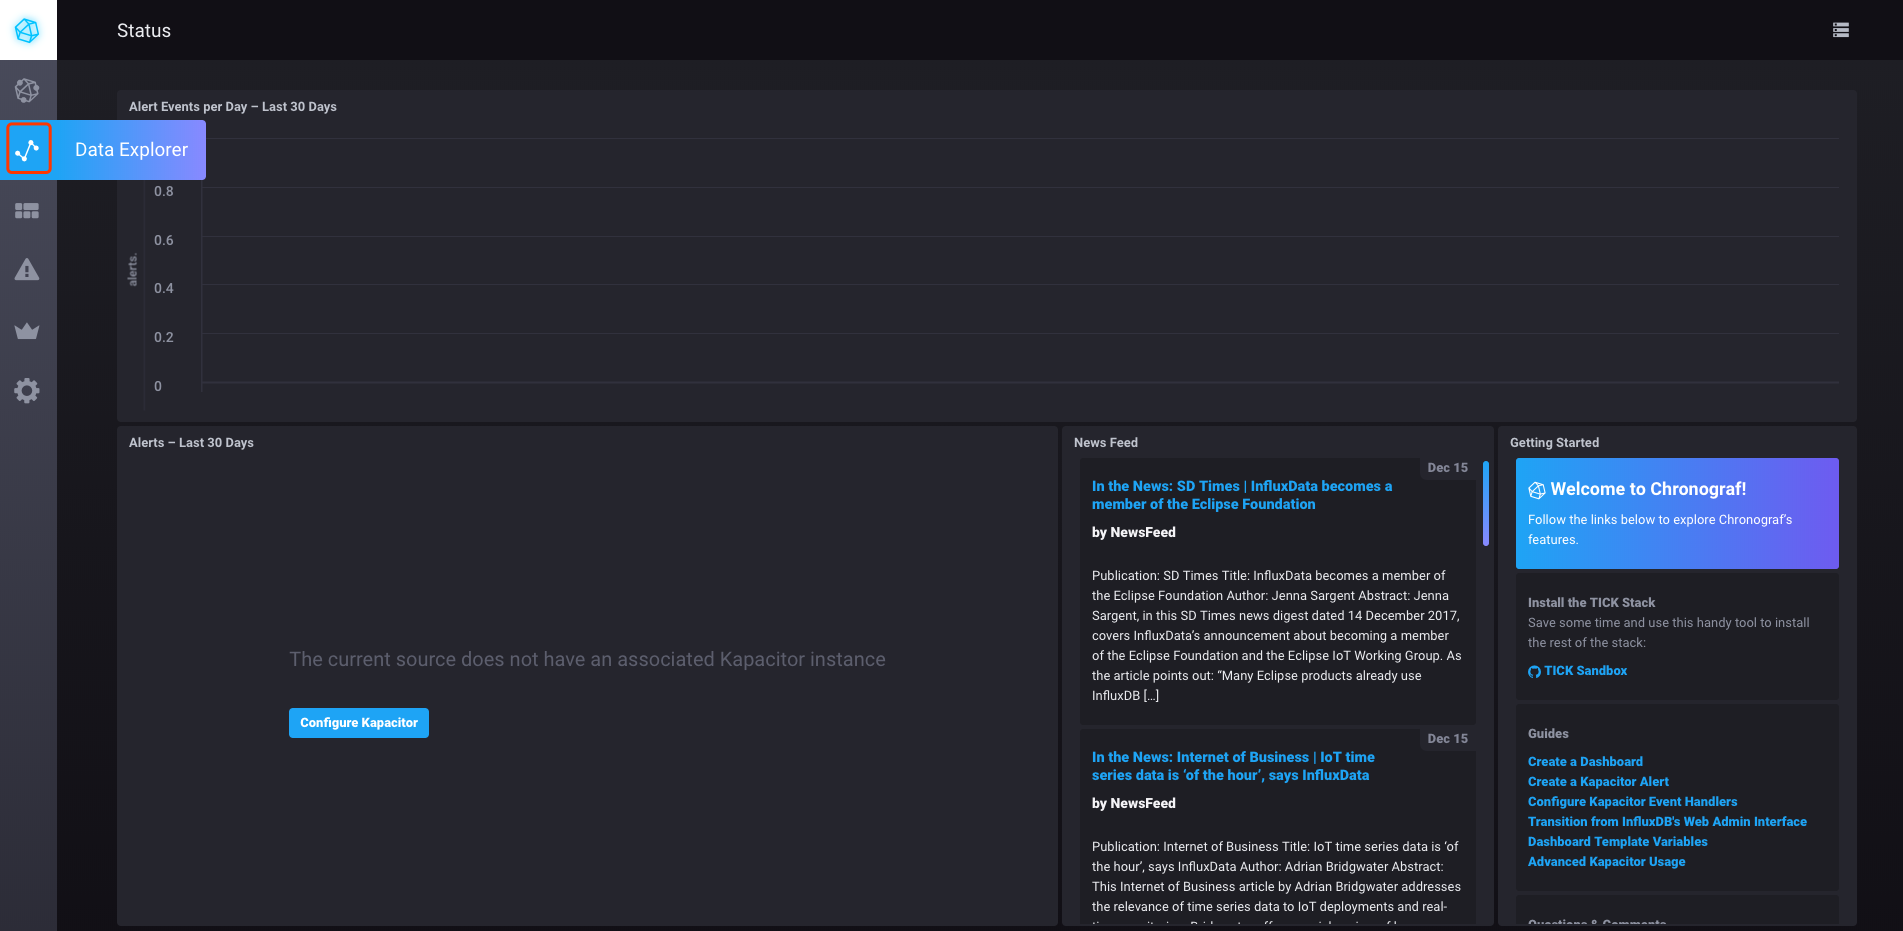 Status
Alert Events per Day – Last 30 Days
Data Explorer
0.8
0.6
0.4
0.2
0
alerts.
Alerts – Last 30 Days
The current source does not have an associated Kapacitor instance
Configure Kapacitor
News Feed
Dec 15
In the News: SD Times | InfluxData becomes a
member of the Eclipse Foundation
by NewsFeed
Publication: SD Times Title: InfluxData becomes a member of
the Eclipse Foundation Author: Jenna Sargent Abstract: Jenna
Sargent, in this SD Times news digest dated 14 December 2017,
covers InfluxData’s announcement about becoming a member
of the Eclipse Foundation and the Eclipse IoT Working Group. As
the article points out: “Many Eclipse products already use
InfluxDB […]
Dec 15
In the News: Internet of Business | IoT time
series data is ‘of the hour’, says InfluxData
by NewsFeed
Publication: Internet of Business Title: IoT time series data is ‘of
the hour’, says InfluxData Author: Adrian Bridgwater Abstract:
This Internet of Business article by Adrian Bridgwater addresses
the relevance of time series data to IoT deployments and real-
Getting Started
Welcome to Chronograf!
Follow the links below to explore Chronograf's
features.
Install the TICK Stack
Save some time and use this handy tool to install
the rest of the stack:
TICK Sandbox
Guides
Create a Dashboard
Create a Kapacitor Alert
Configure Kapacitor Event Handlers
Transition from InfluxDB's Web Admin Interface
Dashboard Template Variables
Advanced Kapacitor Usage
Questions & Comments